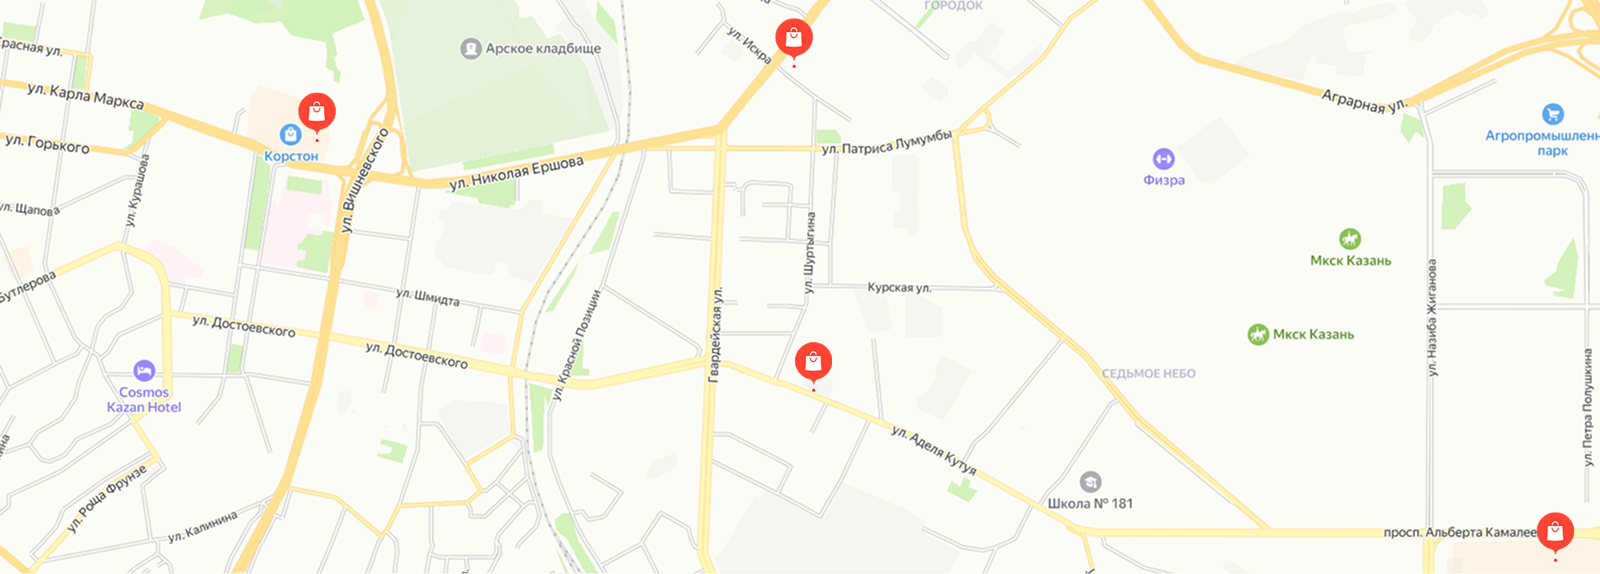 ГОРОДОК
Красная ул.
Арское кладбище
ул. Искра
ул. Карла Маркса
Аграрная ул.
ул. Горького
Корстон
ул. Вишневского
ул. Патриса Лумумбы
Агропромышленн
парк
ул. Николая Ершова
Физра
ул. Курашова
ул. Щапова
ул. Шуртыгина
Мкск Казань
Бутлерова
ул. Шмидта
Курская ул.
ул. Достоевского
ул. Достоевского
ул. Красной Позиции
Гвардейская ул.
Мкск Казань
ул. Назиба Жиганова
СЕДЬМОЕ НЕБО
Cosmos
Kazan Hotel
ул. Петра Полушкина
ул. Аделя Кутуя
ул. Роща Фрунзе
Школа № 181
ул. Калинина
просп. Альберта Камалее